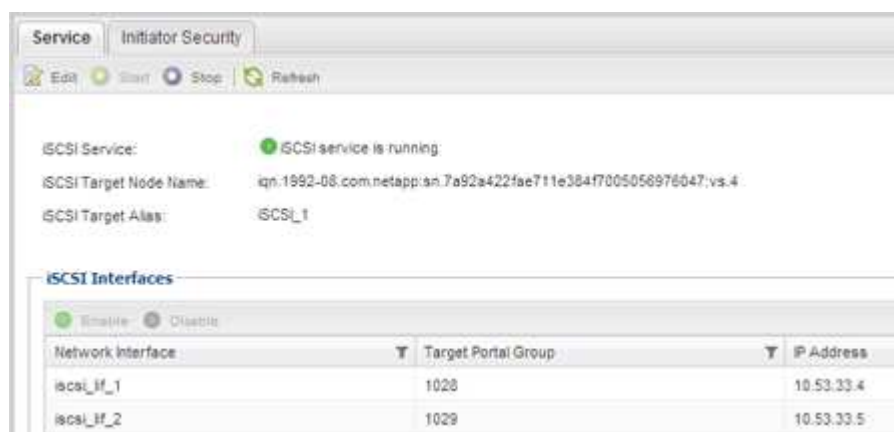 Service Initiator Security
Edit Start Stop Refresh
iSCSI Service: iSCSI service is running
iSCSI Target Node Name: iqn.1992-08.com.netapp:sn.7a92a422fae711e384f7005056976047:vs.4
iSCSI Target Alias: iSCSI_1
iSCSI Interfaces
Enable Disable
Network Interface Target Portal Group IP Address
iscsi_lif_1 1028 10.53.33.4
iscsi_lif_2 1029 10.53.33.5